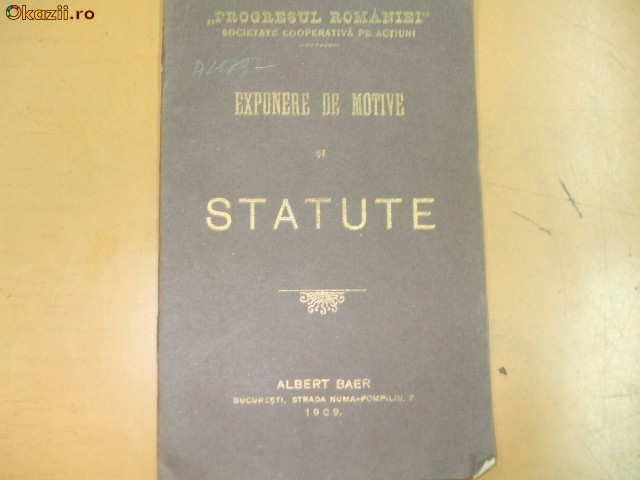 Okazii.ro
„PROGRESUL ROMÂNIEI"
SOCIETATE COOPERATIVĂ PE ACȚIUNI
EXPUNERE DE MOTIVE
ȘI
STATUTE
ALBERT BAER
BUCUREȘTI, STRADA NUMA-POMPILIU, 7
1909.